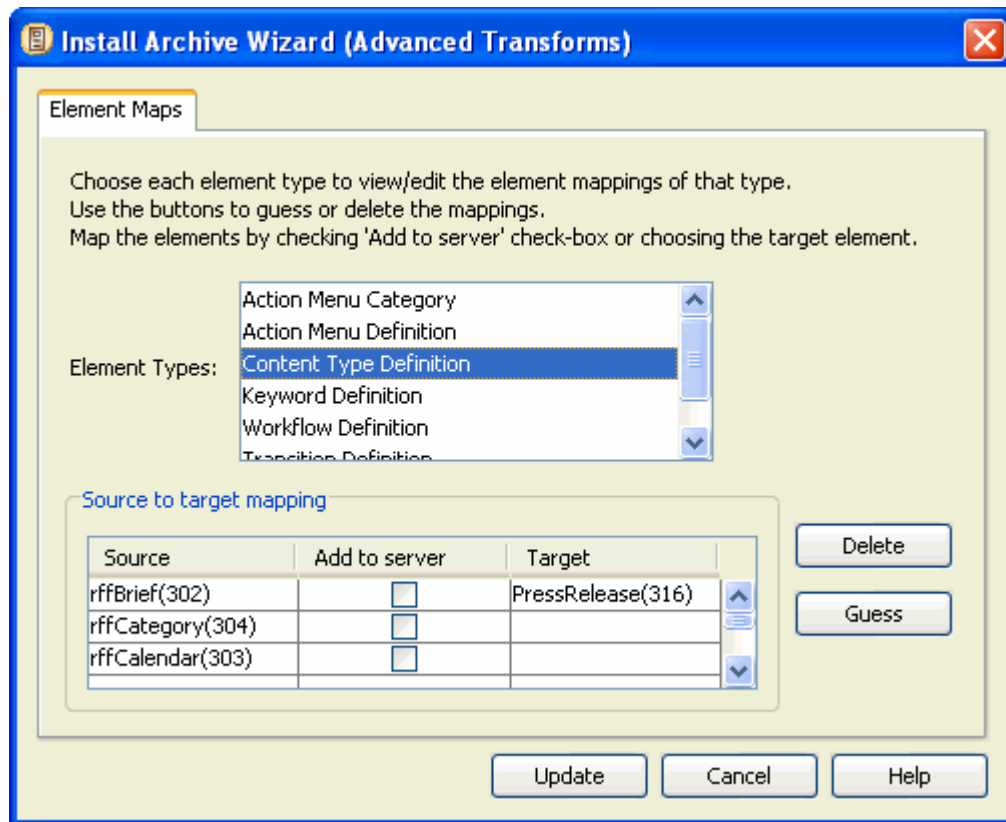 Install Archive Wizard (Advanced Transforms)
Element Maps
Choose each element type to view/edit the element mappings of that type.
Use the buttons to guess or delete the mappings.
Map the elements by checking 'Add to server' check-box or choosing the target element.
Element Types:
Action Menu Category
Action Menu Definition
Content Type Definition
Keyword Definition
Workflow Definition
Transition Definition
Source to target mapping
Source Add to server Target
rffBrief(302) PressRelease(316)
rffCategory(304)
rffCalendar(303)
Delete
Guess
Update Cancel Help